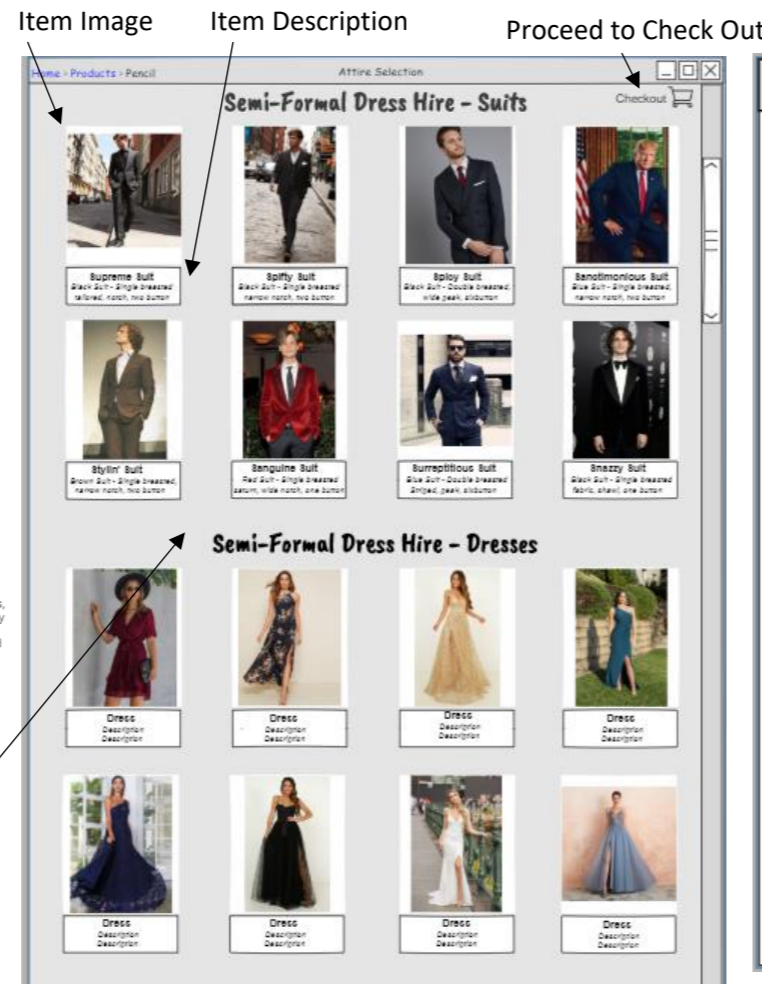 Item Image Item Description Proceed to Check Out
Home > Products > Pencil Attire Selection
Semi-Formal Dress Hire - Suits Checkout
Supreme Suit
Black Suit - Single breasted
tailored, notch, two button
Spiffy Suit
Black Suit - Single breasted
narrow notch, two button
Sploy Suit
Black Suit - Double breasted,
wide peak, sixbutton
Sanctimonious Suit
Blue Suit - Single breasted,
narrow notch, two button
Stylin' Suit
Brown Suit - Single breasted,
narrow notch, two button
Sanguine Suit
Red Suit - Single breasted
saturn, wide notch, one button
Surreptitious Suit
Blue Suit - Double breasted
Striped, peak, sixbutton
Snazzy Suit
Black Suit - Single breasted
fabric, shawl, one button
Semi-Formal Dress Hire - Dresses
Dress
Description
Description
Dress
Description
Description
Dress
Description
Description
Dress
Description
Description
Dress
Description
Description
Dress
Description
Description
Dress
Description
Description
Dress
Description
Description